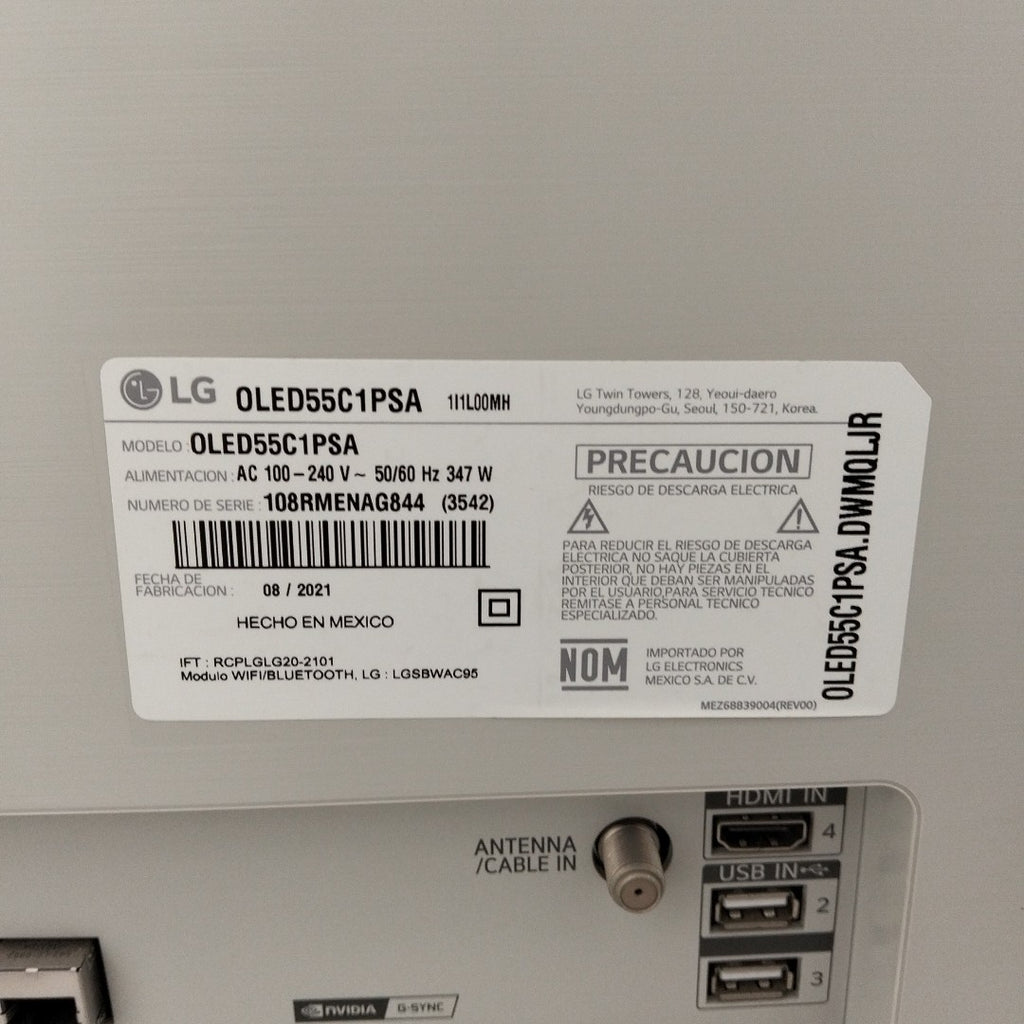 LG OLED55C1PSA 1I1L00MH
LG Twin Towers, 128, Yeoui-daero
Youngdungpo-Gu, Seoul, 150-721, Korea.
MODELO : OLED55C1PSA
ALIMENTACION : AC 100-240 V~ 50/60 Hz 347 W
NUMERO DE SERIE : 108RMENAG844 (3542)
FECHA DE
FABRICACION : 08 / 2021
HECHO EN MEXICO
IFT : RCPLGLG20-2101
Modulo WIFI/BLUETOOTH, LG : LGSBWAC95
PRECAUCION
RIESGO DE DESCARGA ELECTRICA
PARA REDUCIR EL RIESGO DE DESCARGA
ELECTRICA NO SAQUE LA CUBIERTA
POSTERIOR, NO HAY PIEZAS EN EL
INTERIOR QUE DEBAN SER MANIPULADAS
POR EL USUARIO,PARA SERVICIO TECNICO
REMITASE A PERSONAL TECNICO
ESPECIALIZADO.
NOM
IMPORTADO POR
LG ELECTRONICS
MEXICO S.A. DE C.V.
MEZ68839004(REV00)
OLED55C1PSA.DWMQLJR
HDMI IN
4
ANTENNA
/CABLE IN
USB IN
2
3
NVIDIA G-SYNC